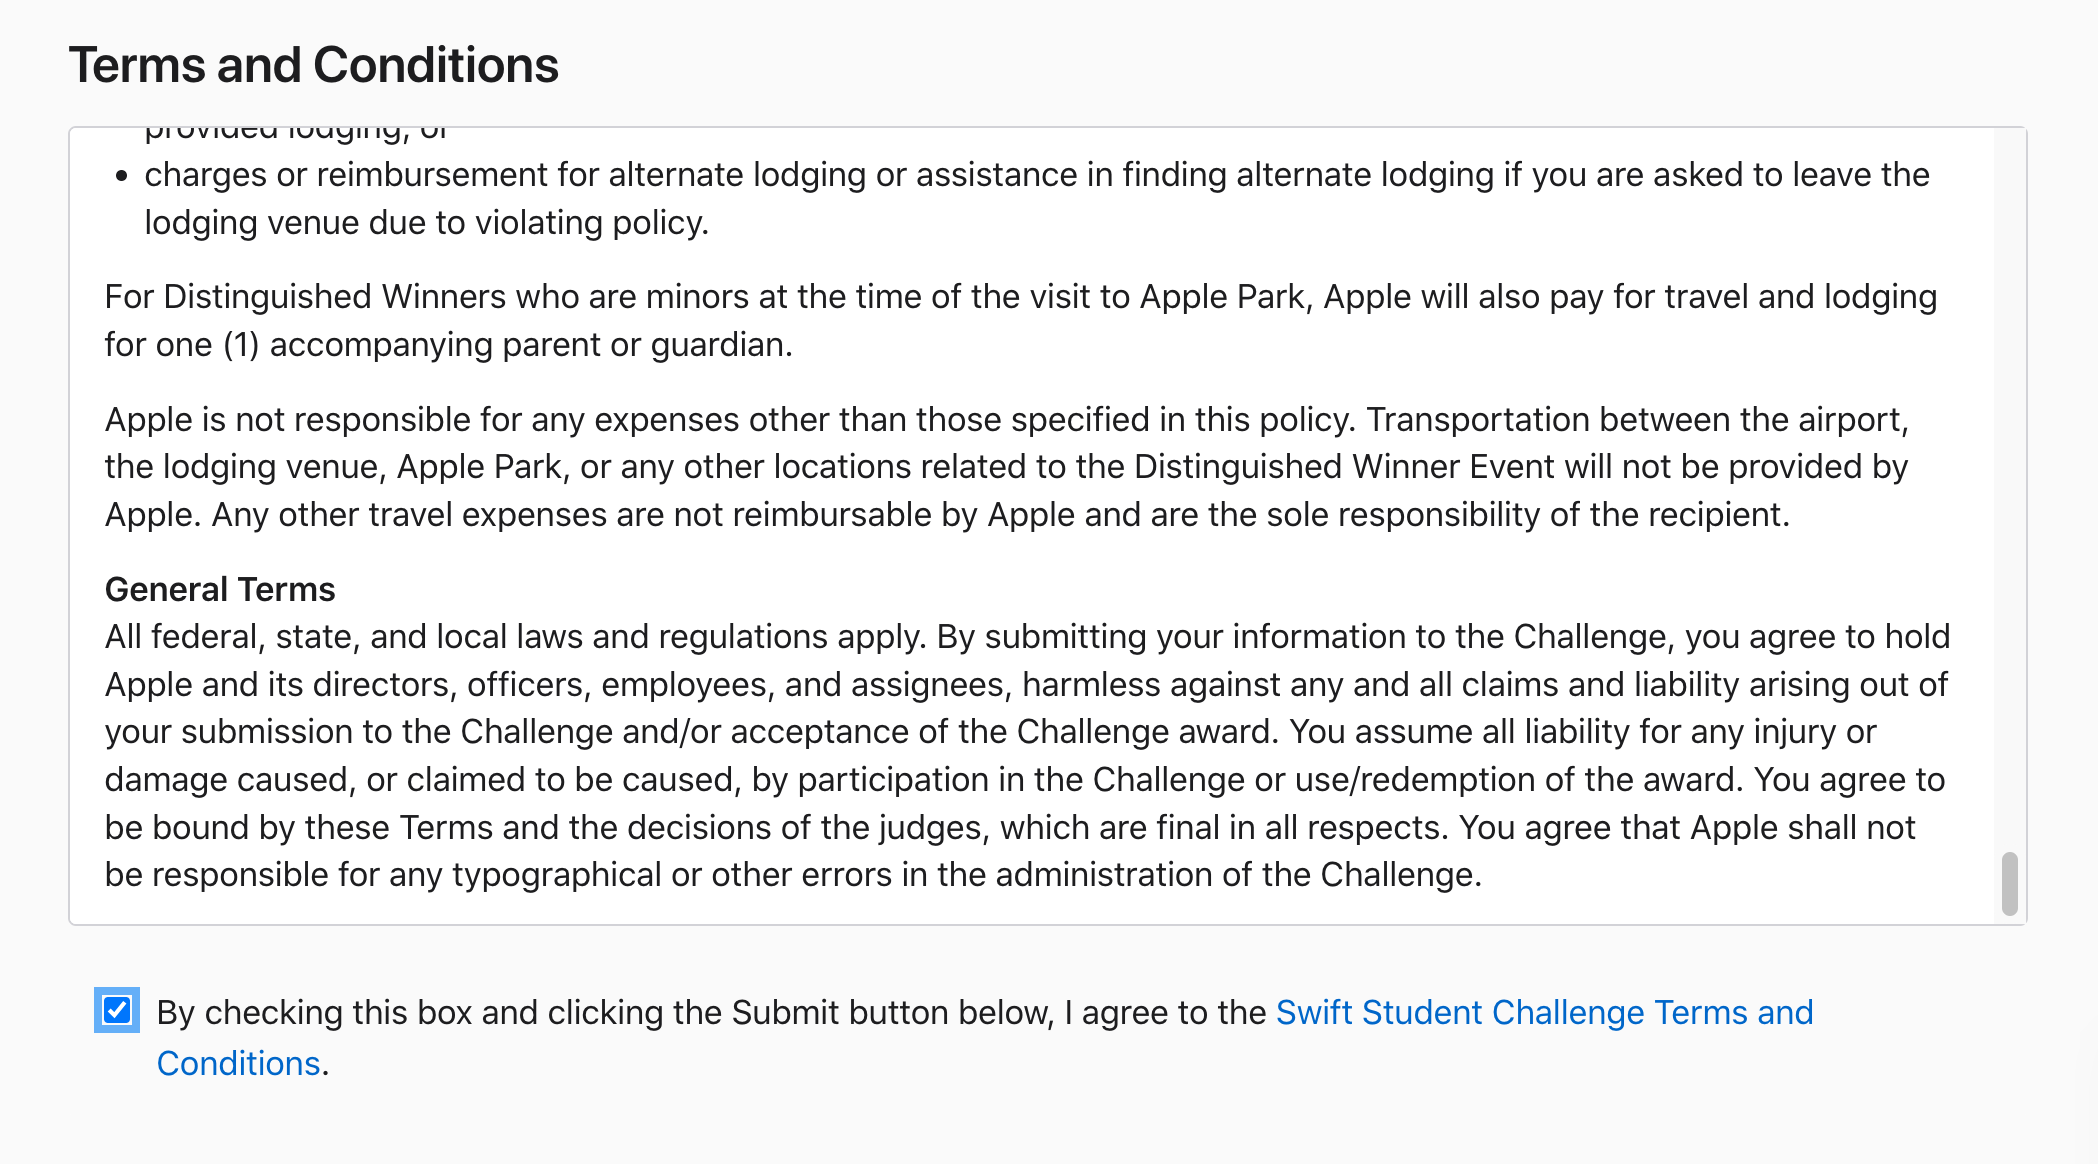 Terms and Conditions
provided lodging, or
• charges or reimbursement for alternate lodging or assistance in finding alternate lodging if you are asked to leave the
lodging venue due to violating policy.
For Distinguished Winners who are minors at the time of the visit to Apple Park, Apple will also pay for travel and lodging
for one (1) accompanying parent or guardian.
Apple is not responsible for any expenses other than those specified in this policy. Transportation between the airport,
the lodging venue, Apple Park, or any other locations related to the Distinguished Winner Event will not be provided by
Apple. Any other travel expenses are not reimbursable by Apple and are the sole responsibility of the recipient.
General Terms
All federal, state, and local laws and regulations apply. By submitting your information to the Challenge, you agree to hold
Apple and its directors, officers, employees, and assignees, harmless against any and all claims and liability arising out of
your submission to the Challenge and/or acceptance of the Challenge award. You assume all liability for any injury or
damage caused, or claimed to be caused, by participation in the Challenge or use/redemption of the award. You agree to
be bound by these Terms and the decisions of the judges, which are final in all respects. You agree that Apple shall not
be responsible for any typographical or other errors in the administration of the Challenge.
By checking this box and clicking the Submit button below, I agree to the Swift Student Challenge Terms and
Conditions.